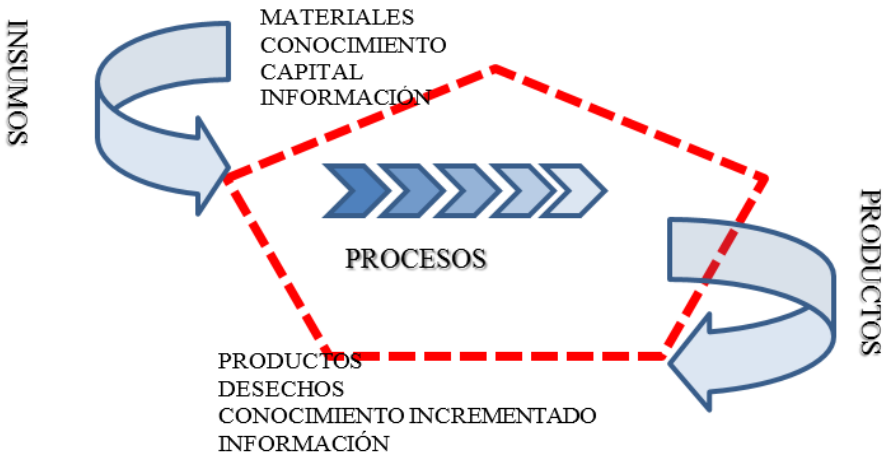 INSUMOS
MATERIALES
CONOCIMIENTO
CAPITAL
INFORMACIÓN
PROCESOS
PRODUCTOS
PRODUCTOS
DESECHOS
CONOCIMIENTO INCREMENTADO
INFORMACIÓN